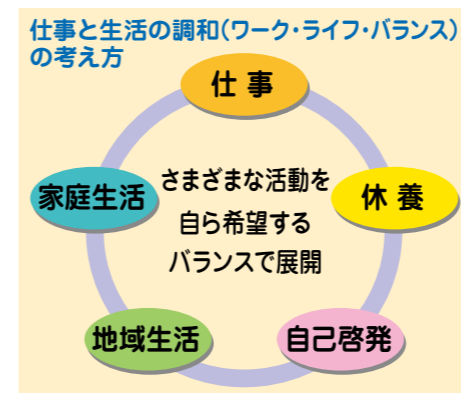 仕事と生活の調和(ワーク・ライフ・バランス)
の考え方
仕事
家庭生活
さまざまな活動を
自ら希望する
バランスで展開
休養
地域生活
自己啓発